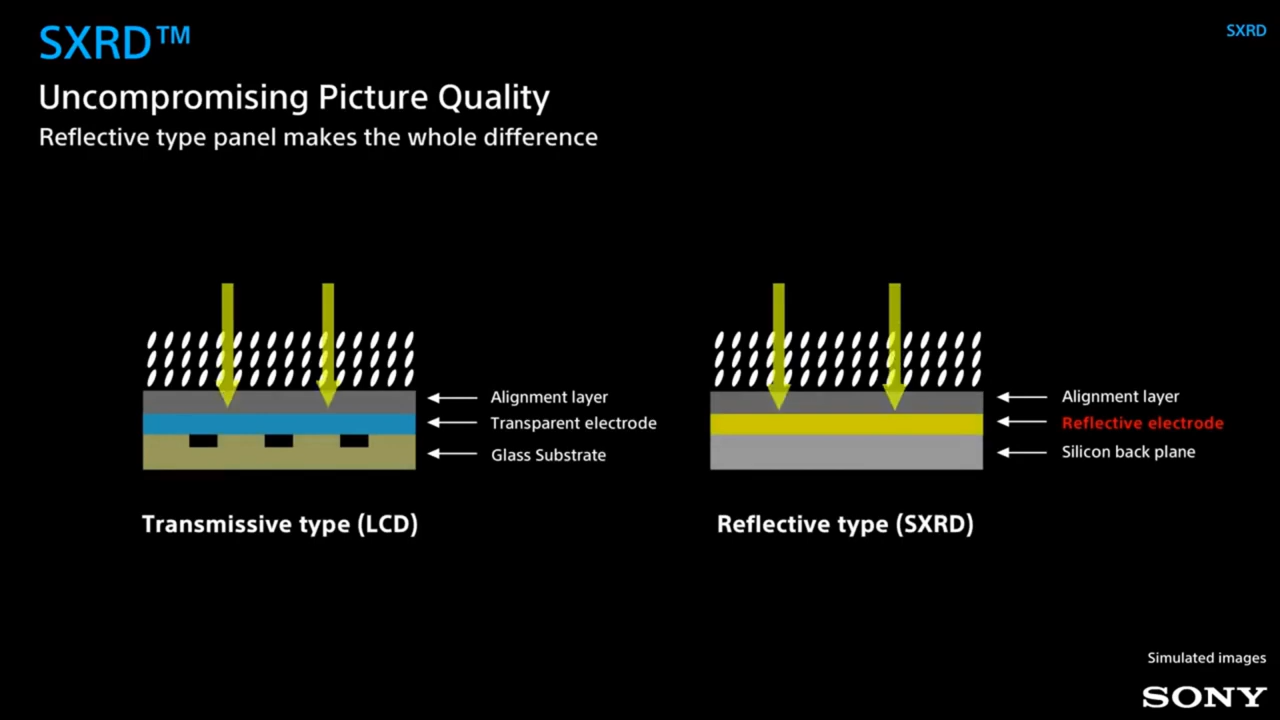 SXRD™
SXRD
Uncompromising Picture Quality
Reflective type panel makes the whole difference
Alignment layer
Transparent electrode
Glass Substrate
Transmissive type (LCD)
Alignment layer
Reflective electrode
Silicon back plane
Reflective type (SXRD)
Simulated images
SONY